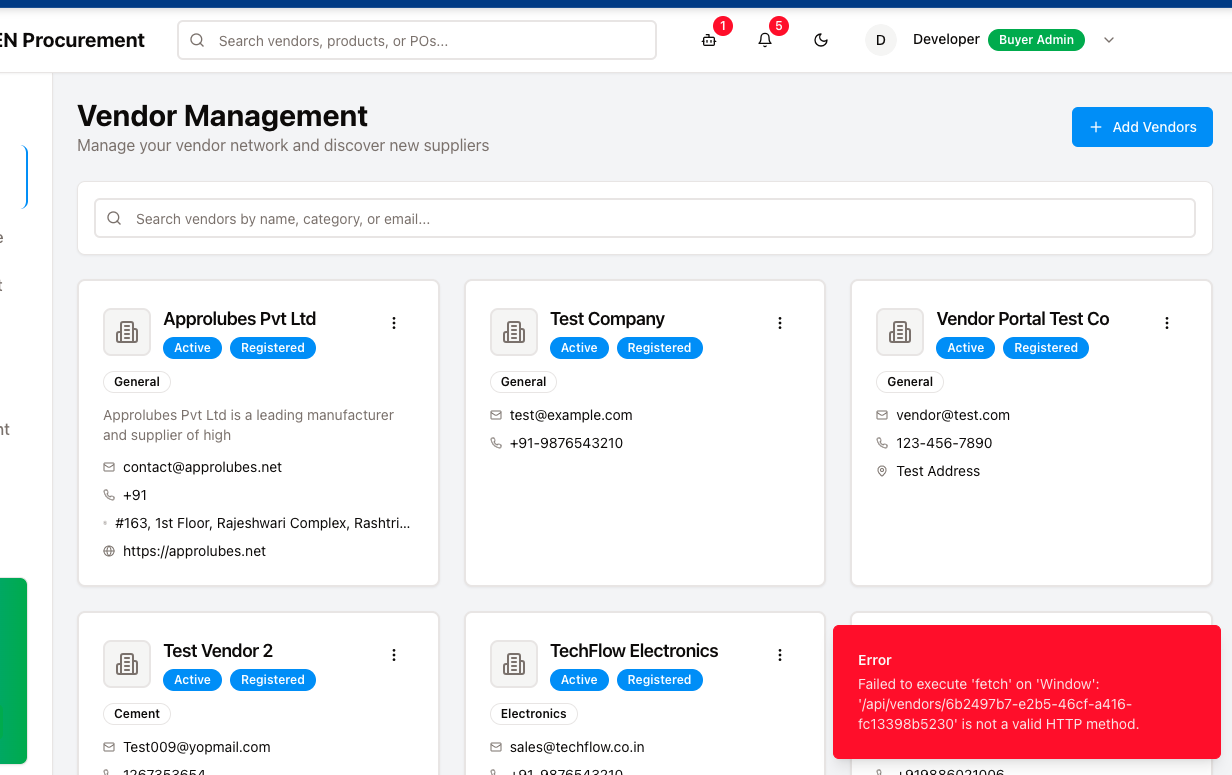 EN Procurement
Search vendors, products, or POs...
1
5
D
Developer
Buyer Admin
Vendor Management
Manage your vendor network and discover new suppliers
+ Add Vendors
Search vendors by name, category, or email...
e
t
nt
Approlubes Pvt Ltd
Active Registered
General
Approlubes Pvt Ltd is a leading manufacturer
and supplier of high
contact@approlubes.net
+91
#163, 1st Floor, Rajeshwari Complex, Rashtri...
https://approlubes.net
Test Company
Active Registered
General
test@example.com
+91-9876543210
Vendor Portal Test Co
Active Registered
General
vendor@test.com
123-456-7890
Test Address
Test Vendor 2
Active Registered
Cement
Test009@yopmail.com
1267353654
TechFlow Electronics
Active Registered
Electronics
sales@techflow.co.in
+91-9876543210
Error
Failed to execute 'fetch' on 'Window':
'/api/vendors/6b2497b7-e2b5-46cf-a416-
fc13398b5230' is not a valid HTTP method.
+919886021006